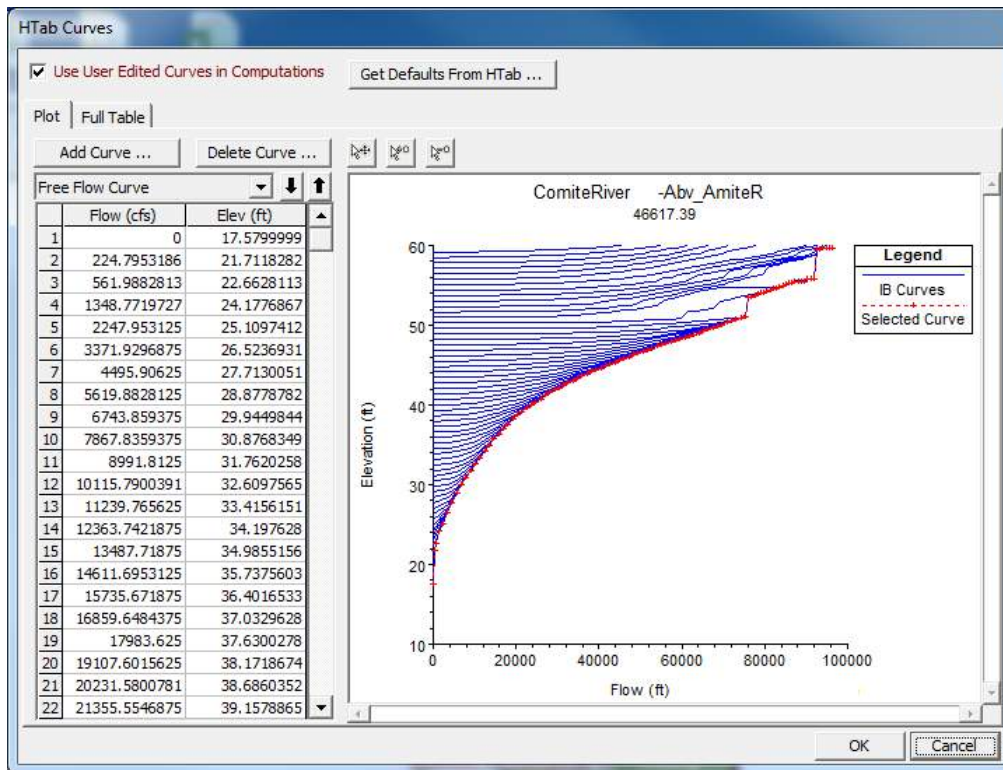 HTab Curves
Use User Edited Curves in Computations
Get Defaults From HTab ...
Plot
Full Table
Add Curve ...
Delete Curve ...
Free Flow Curve
Flow (cfs) Elev (ft)
1 0 17.5799999
2 224.7953186 21.7118282
3 561.9882813 22.6628113
4 1348.7719727 24.1776867
5 2247.953125 25.1097412
6 3371.9296875 26.5236931
7 4495.90625 27.7130051
8 5619.8828125 28.8778782
9 6743.859375 29.9449844
10 7867.8359375 30.8768349
11 8991.8125 31.7620258
12 10115.7900391 32.6097565
13 11239.765625 33.4156151
14 12363.7421875 34.197628
15 13487.71875 34.9855156
16 14611.6953125 35.7375603
17 15735.671875 36.4016533
18 16859.6484375 37.0329628
19 17983.625 37.6300278
20 19107.6015625 38.1718674
21 20231.5800781 38.6860352
22 21355.5546875 39.1578865
ComiteRiver -Abv_AmiteR
46617.39
60
50
40
30
20
10
Elevation (ft)
0 20000 40000 60000 80000 100000
Flow (ft)
Legend
IB Curves
Selected Curve
OK
Cancel